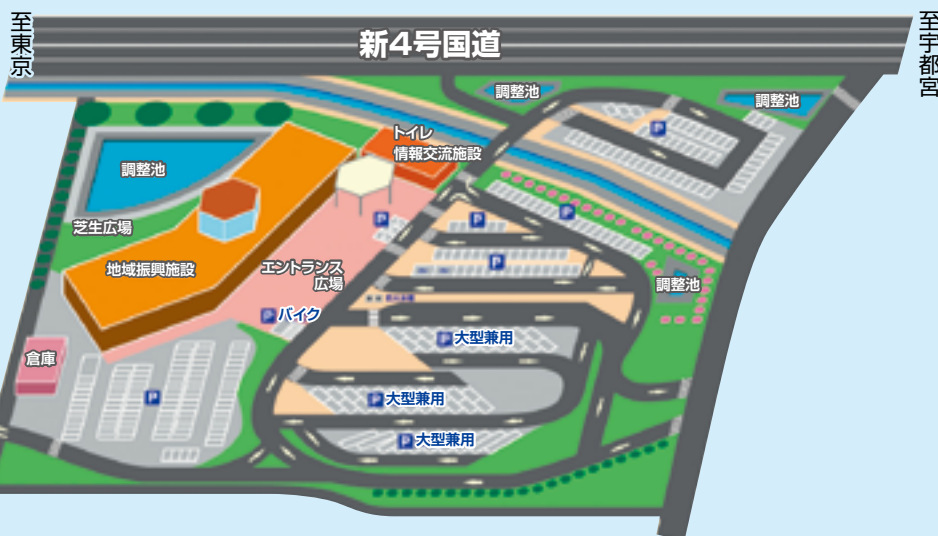 至東京
新4号国道
至宇都宮
調整池
調整池
P
トイレ
情報交流施設
調整池
P
P
P
芝生広場
P
地域振興施設
エントランス
広場
調整池
P バイク
P 大型兼用
倉庫
P
P 大型兼用
P 大型兼用